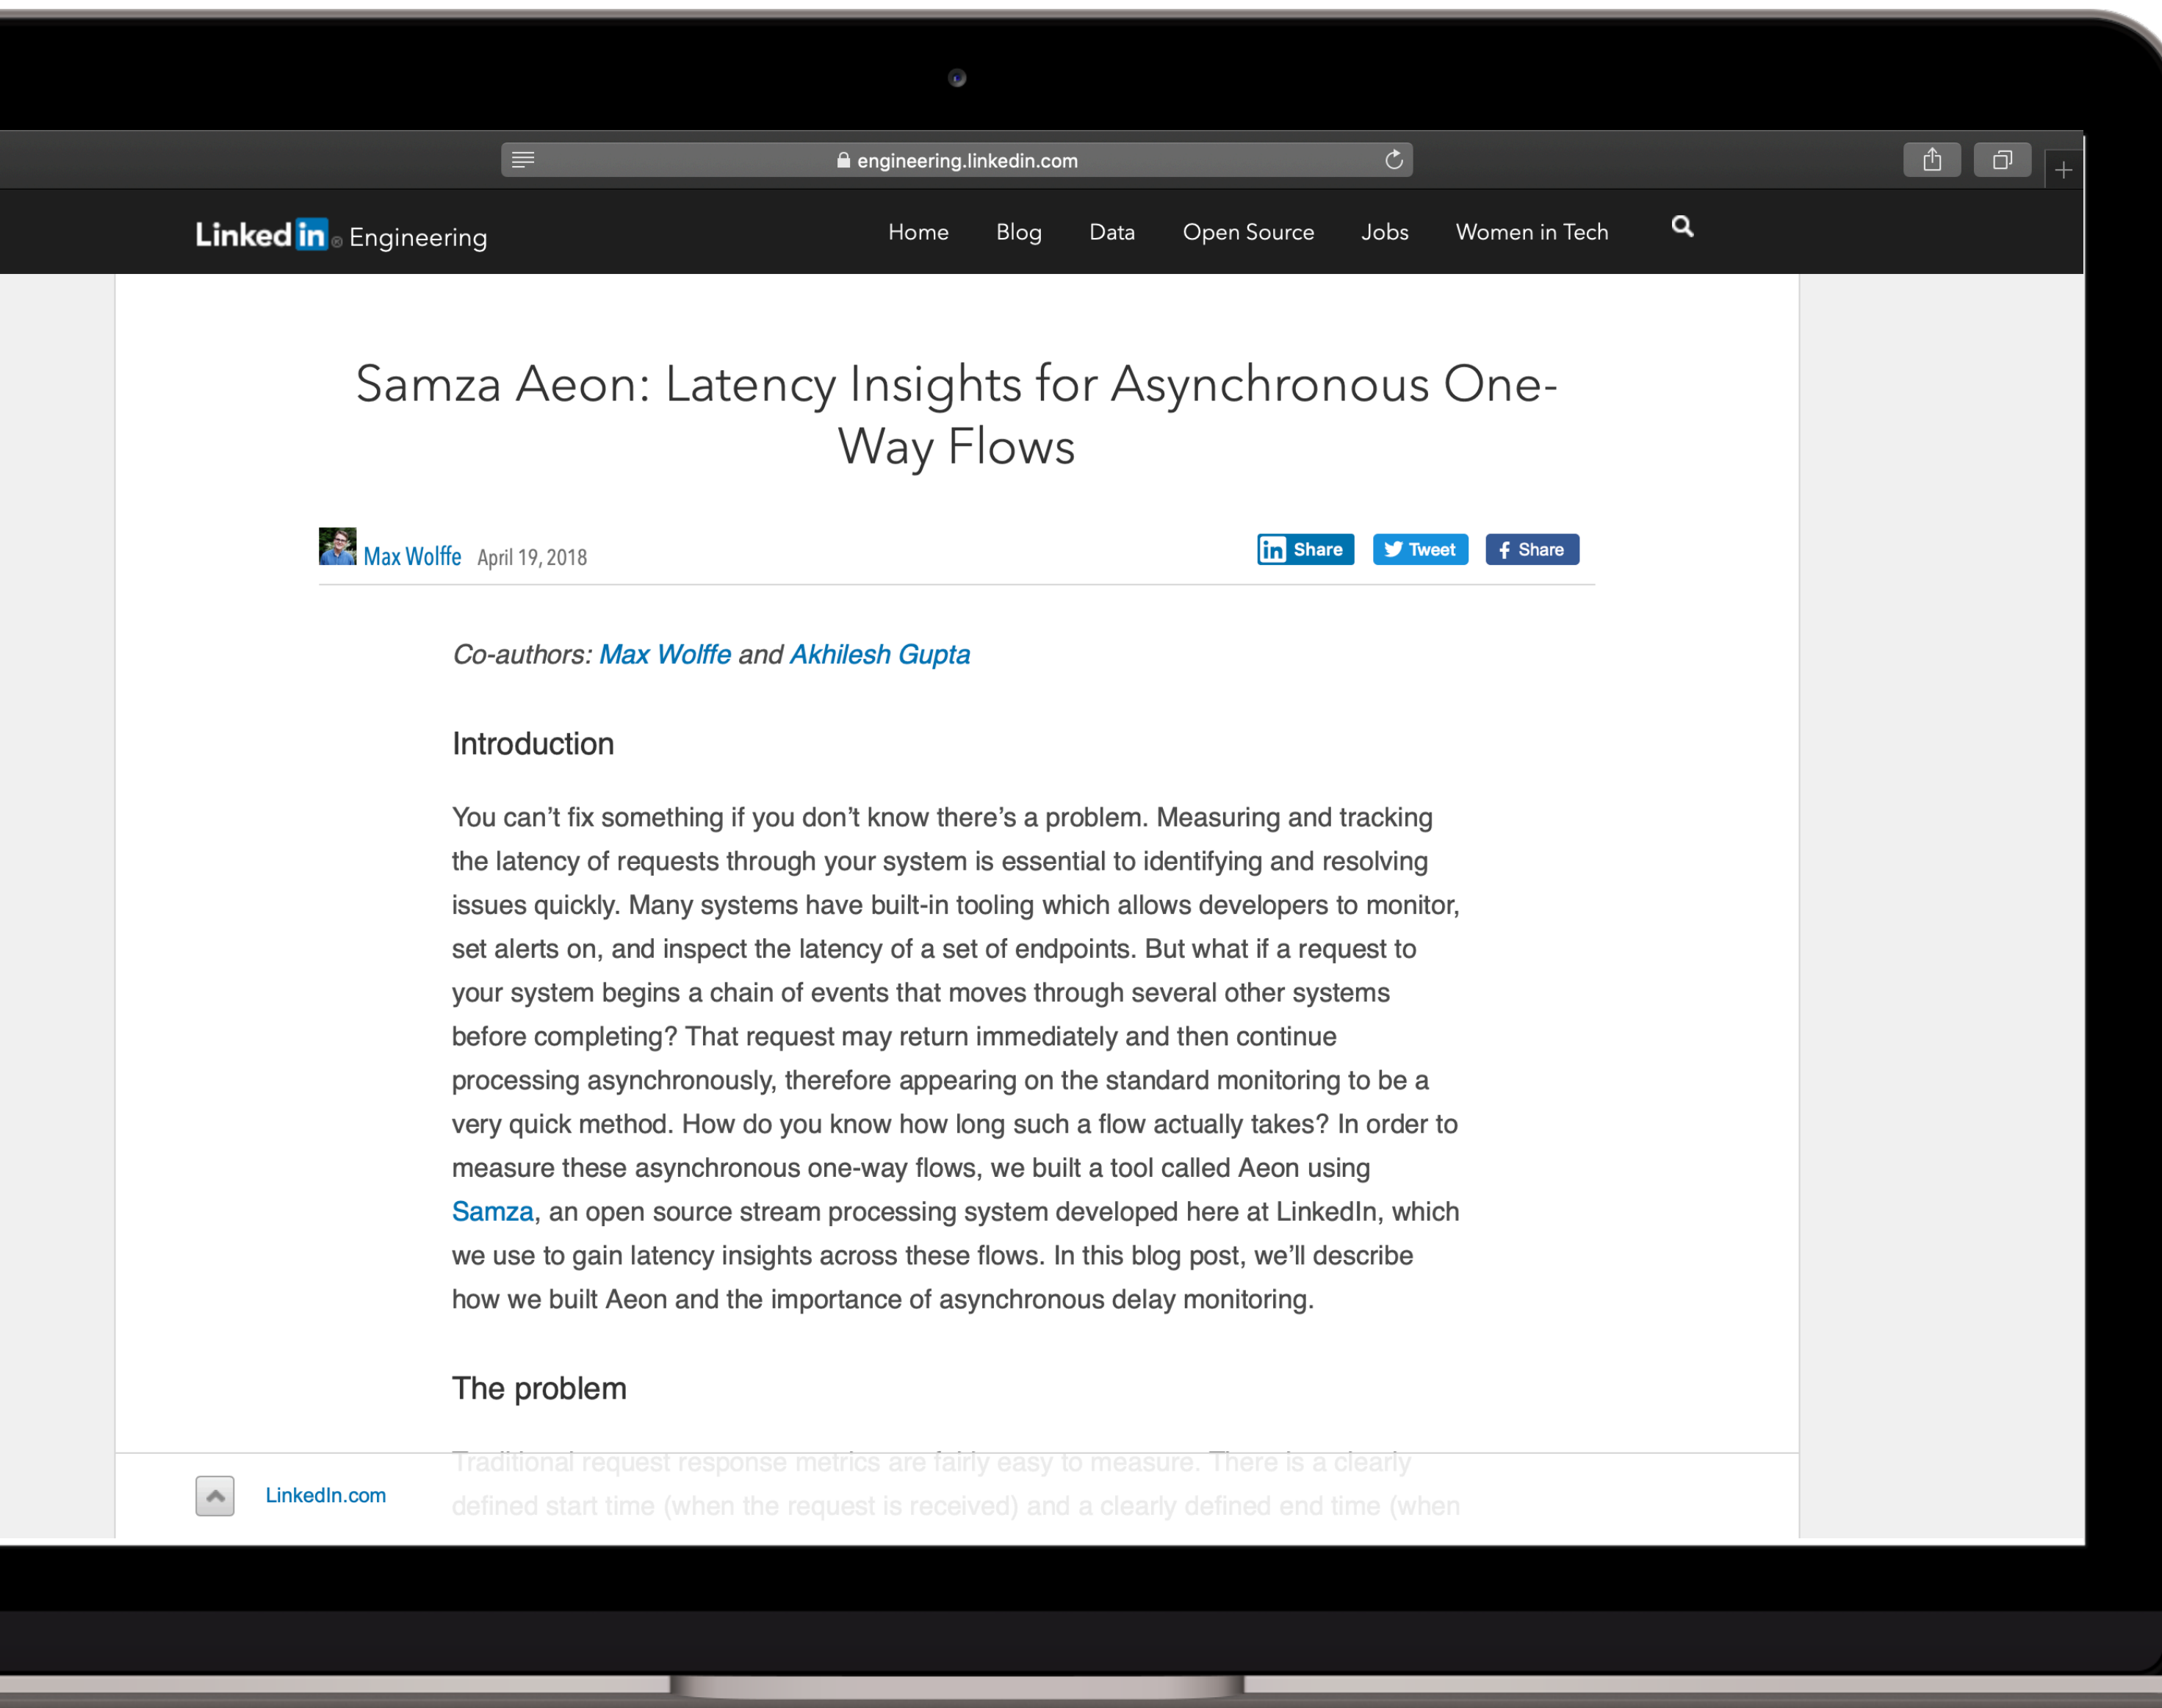 engineering.linkedin.com
Linked in ® Engineering
Home Blog Data Open Source Jobs Women in Tech
Samza Aeon: Latency Insights for Asynchronous One-
Way Flows
Max Wolffe April 19, 2018
in Share Tweet f Share
Co-authors: Max Wolffe and Akhilesh Gupta
Introduction
You can’t fix something if you don’t know there’s a problem. Measuring and tracking
the latency of requests through your system is essential to identifying and resolving
issues quickly. Many systems have built-in tooling which allows developers to monitor,
set alerts on, and inspect the latency of a set of endpoints. But what if a request to
your system begins a chain of events that moves through several other systems
before completing? That request may return immediately and then continue
processing asynchronously, therefore appearing on the standard monitoring to be a
very quick method. How do you know how long such a flow actually takes? In order to
measure these asynchronous one-way flows, we built a tool called Aeon using
Samza, an open source stream processing system developed here at LinkedIn, which
we use to gain latency insights across these flows. In this blog post, we’ll describe
how we built Aeon and the importance of asynchronous delay monitoring.
The problem
Traditional request response metrics are fairly easy to measure. There is a clearly
defined start time (when the request is received) and a clearly defined end time (when
LinkedIn.com